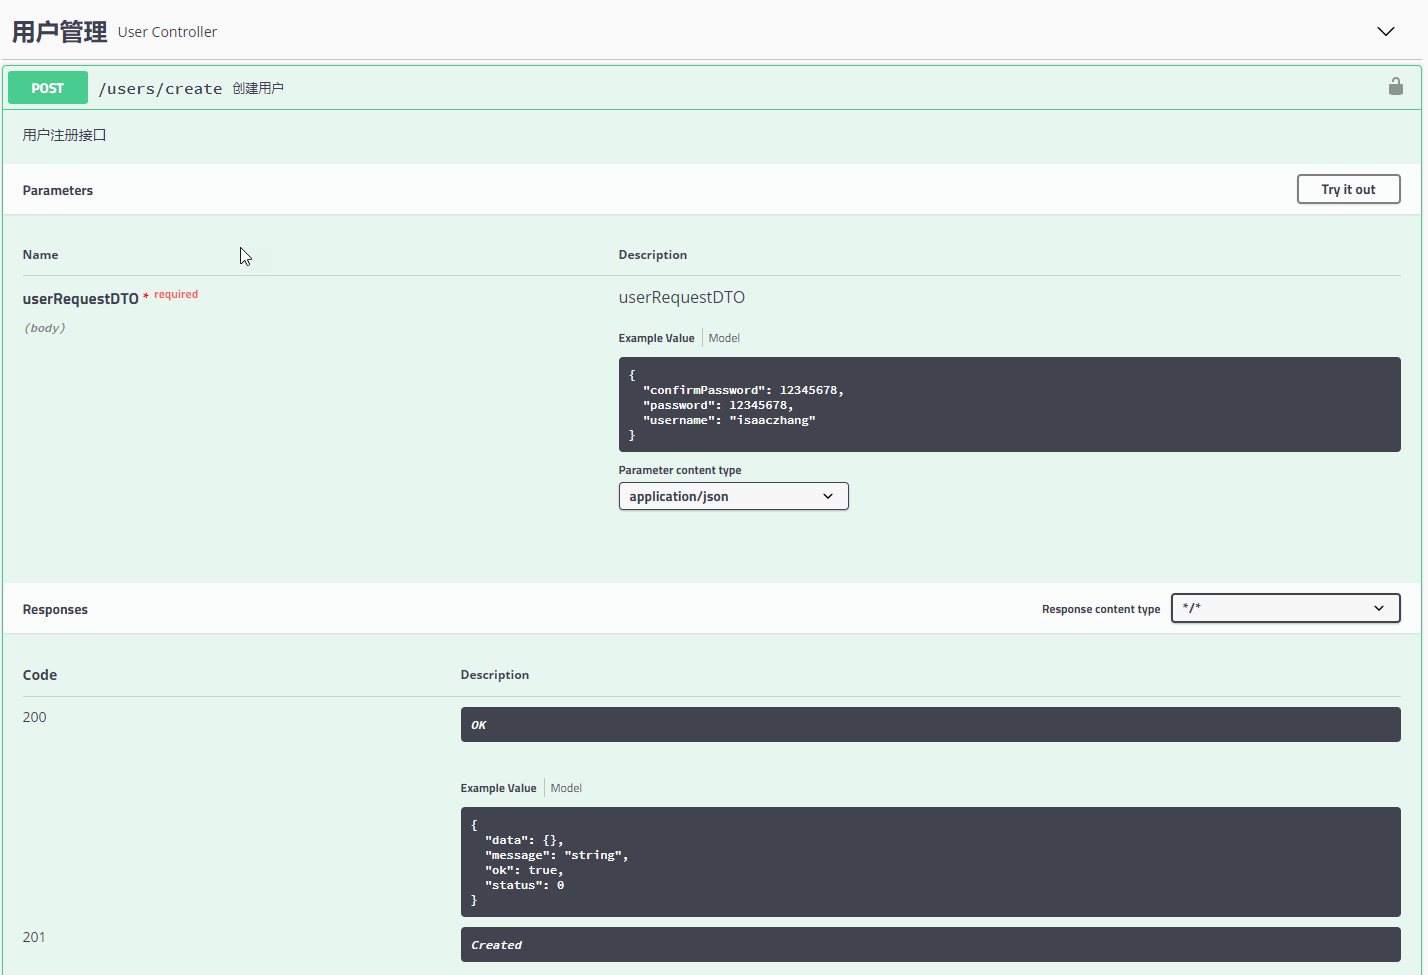 用户管理 User Controller
POST /users/create 创建用户
用户注册接口
Parameters Try it out
Name Description
userRequestDTO * required userRequestDTO
(body)
Example Value Model
{
"confirmPassword": 12345678,
"password": 12345678,
"username": "isaaczhang"
}
Parameter content type
application/json
Responses Response content type */*
Code Description
200 OK
Example Value Model
{
"data": {},
"message": "string",
"ok": true,
"status": 0
}
201 Created